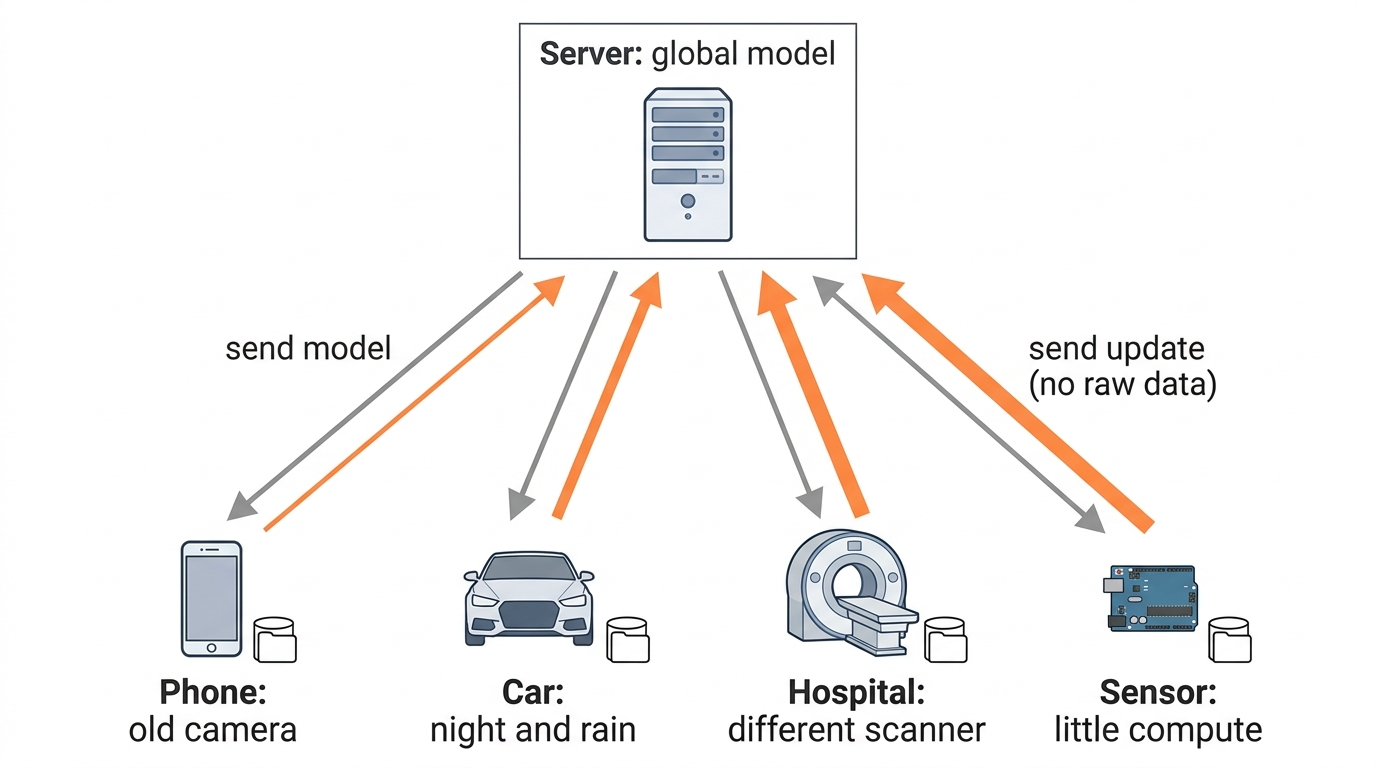 Server: global model
send model
send update
(no raw data)
Phone:
old camera
Car:
night and rain
Hospital:
different scanner
Sensor:
little compute